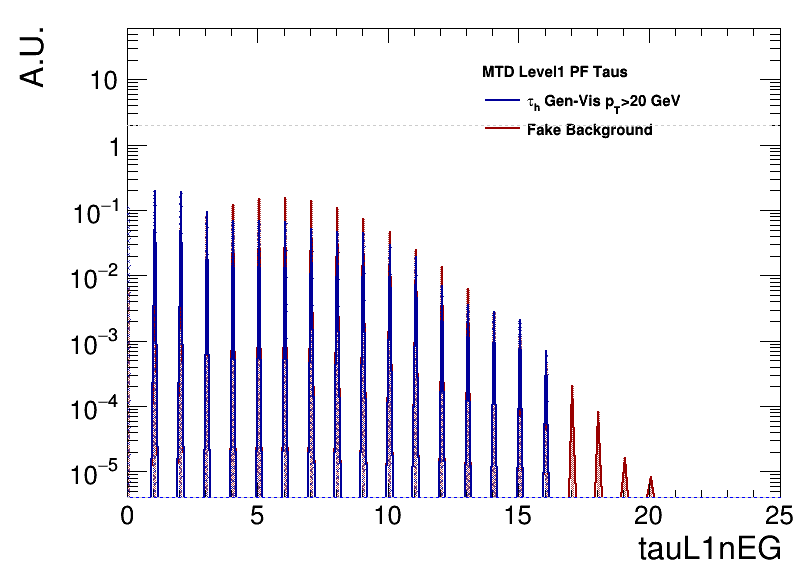 A.U.
MTD Level1 PF Taus
τh Gen-Vis pT>20 GeV
Fake Background
10
1
10−1
10−2
10−3
10−4
10−5
0 5 10 15 20 25
tauL1nEG